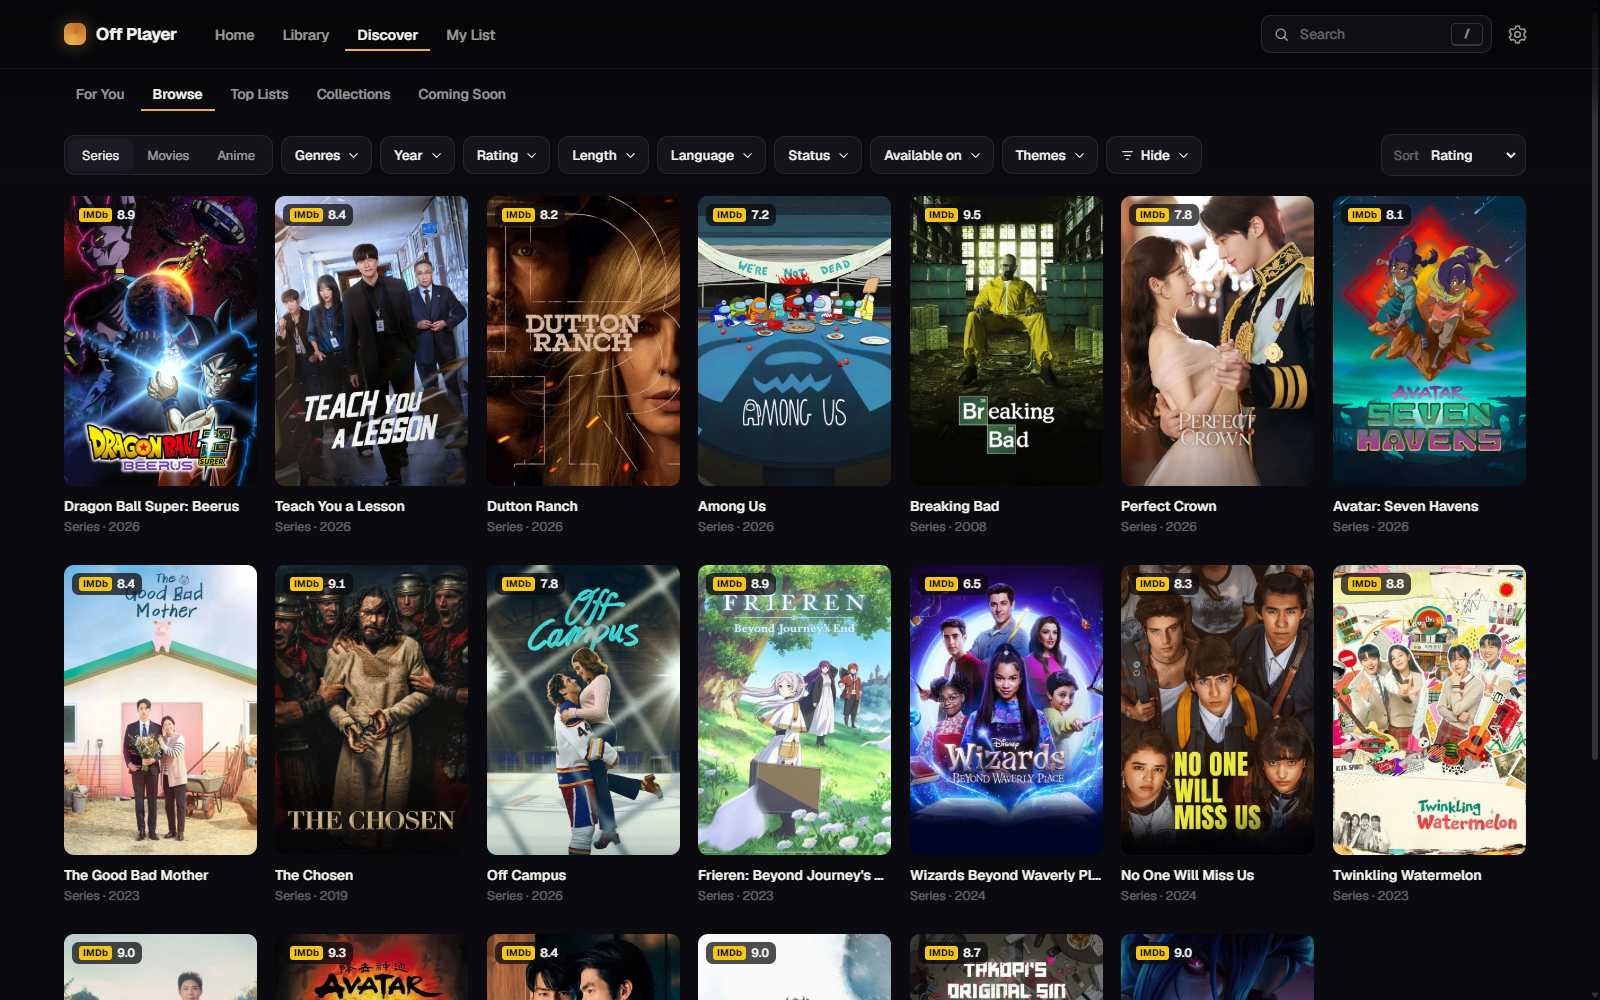 Off Player
Home
Library
Discover
My List
Search
/
For You
Browse
Top Lists
Collections
Coming Soon
Series
Movies
Anime
Genres
Year
Rating
Length
Language
Status
Available on
Themes
Hide
Sort
Rating
IMDb 8.9
IMDb 8.4
IMDb 8.2
IMDb 7.2
IMDb 9.5
IMDb 7.8
IMDb 8.1
DRAGON BALL SUPER
BEERUS
TEACH YOU
A LESSON
DUTTON
RANCH
WE'RE NOT DEAD
AMONG US
Breaking
Bad
PERFECT
CROWN
AVATAR
SEVEN
HAVENS
Dragon Ball Super: Beerus
Series · 2026
Teach You a Lesson
Series · 2026
Dutton Ranch
Series · 2026
Among Us
Series · 2026
Breaking Bad
Series · 2008
Perfect Crown
Series · 2026
Avatar: Seven Havens
Series · 2026
IMDb 8.4
IMDb 9.1
IMDb 7.8
IMDb 8.9
IMDb 6.5
IMDb 8.3
IMDb 8.8
The
Good Bad
Mother
THE CHOSEN
Off
Campus
FRIEREN
Beyond Journey's End
Disney
Wizards
BEYOND WAVERLY PLACE
NO ONE
WILL
MISS US
Twinkling
Watermelon
The Good Bad Mother
Series · 2023
The Chosen
Series · 2019
Off Campus
Series · 2026
Frieren: Beyond Journey's ...
Series · 2023
Wizards Beyond Waverly Pl...
Series · 2024
No One Will Miss Us
Series · 2024
Twinkling Watermelon
Series · 2023
IMDb 9.0
IMDb 9.3
IMDb 8.4
IMDb 9.0
IMDb 8.7
IMDb 9.0
AVATAR
TAKOPI'S
ORIGINAL SIN